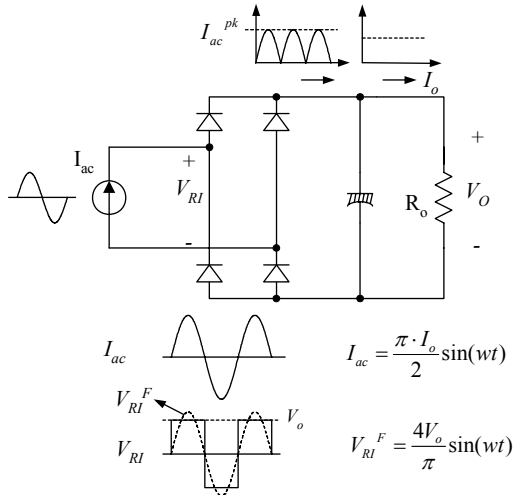 I_ac^pk
I_o
I_ac
+
V_RI
-
R_o
+
V_O
-
I_ac
I_ac = π · I_o / 2 sin(wt)
V_RI^F
V_o
V_RI
V_RI^F = 4V_o / π sin(wt)